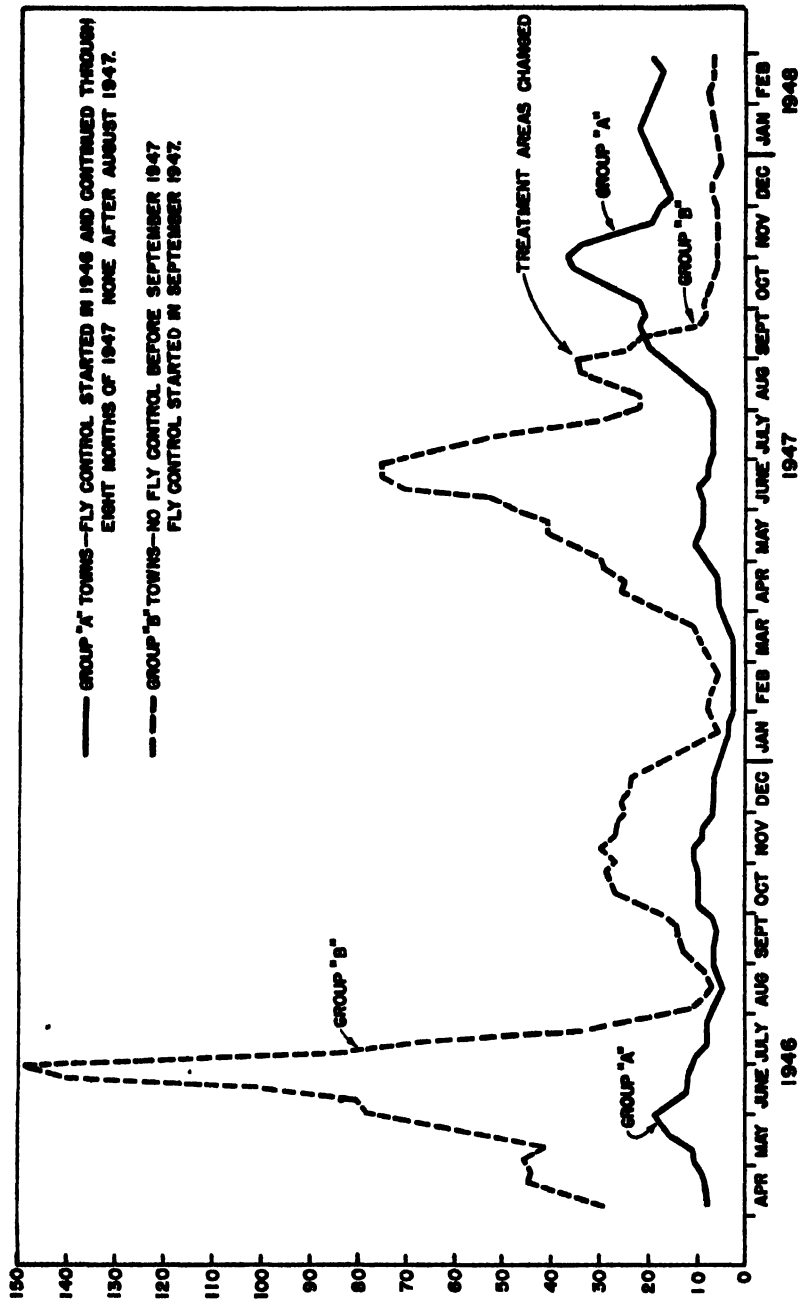 GROUP "A" TOWNS—FLY CONTROL STARTED IN 1946 AND CONTINUED THROUGH
EIGHT MONTHS OF 1947 NONE AFTER AUGUST 1947.
GROUP "B" TOWNS—NO FLY CONTROL BEFORE SEPTEMBER 1947
FLY CONTROL STARTED IN SEPTEMBER 1947.
TREATMENT AREAS CHANGED
GROUP "B"
GROUP "A"
GROUP "A"
GROUP "B"
150
140
130
120
110
100
90
80
70
60
50
40
30
20
10
0
APR MAY JUNE JULY AUG SEPT OCT NOV DEC JAN FEB MAR APR MAY JUNE JULY AUG SEPT OCT NOV DEC JAN FEB
1946 1947 1948